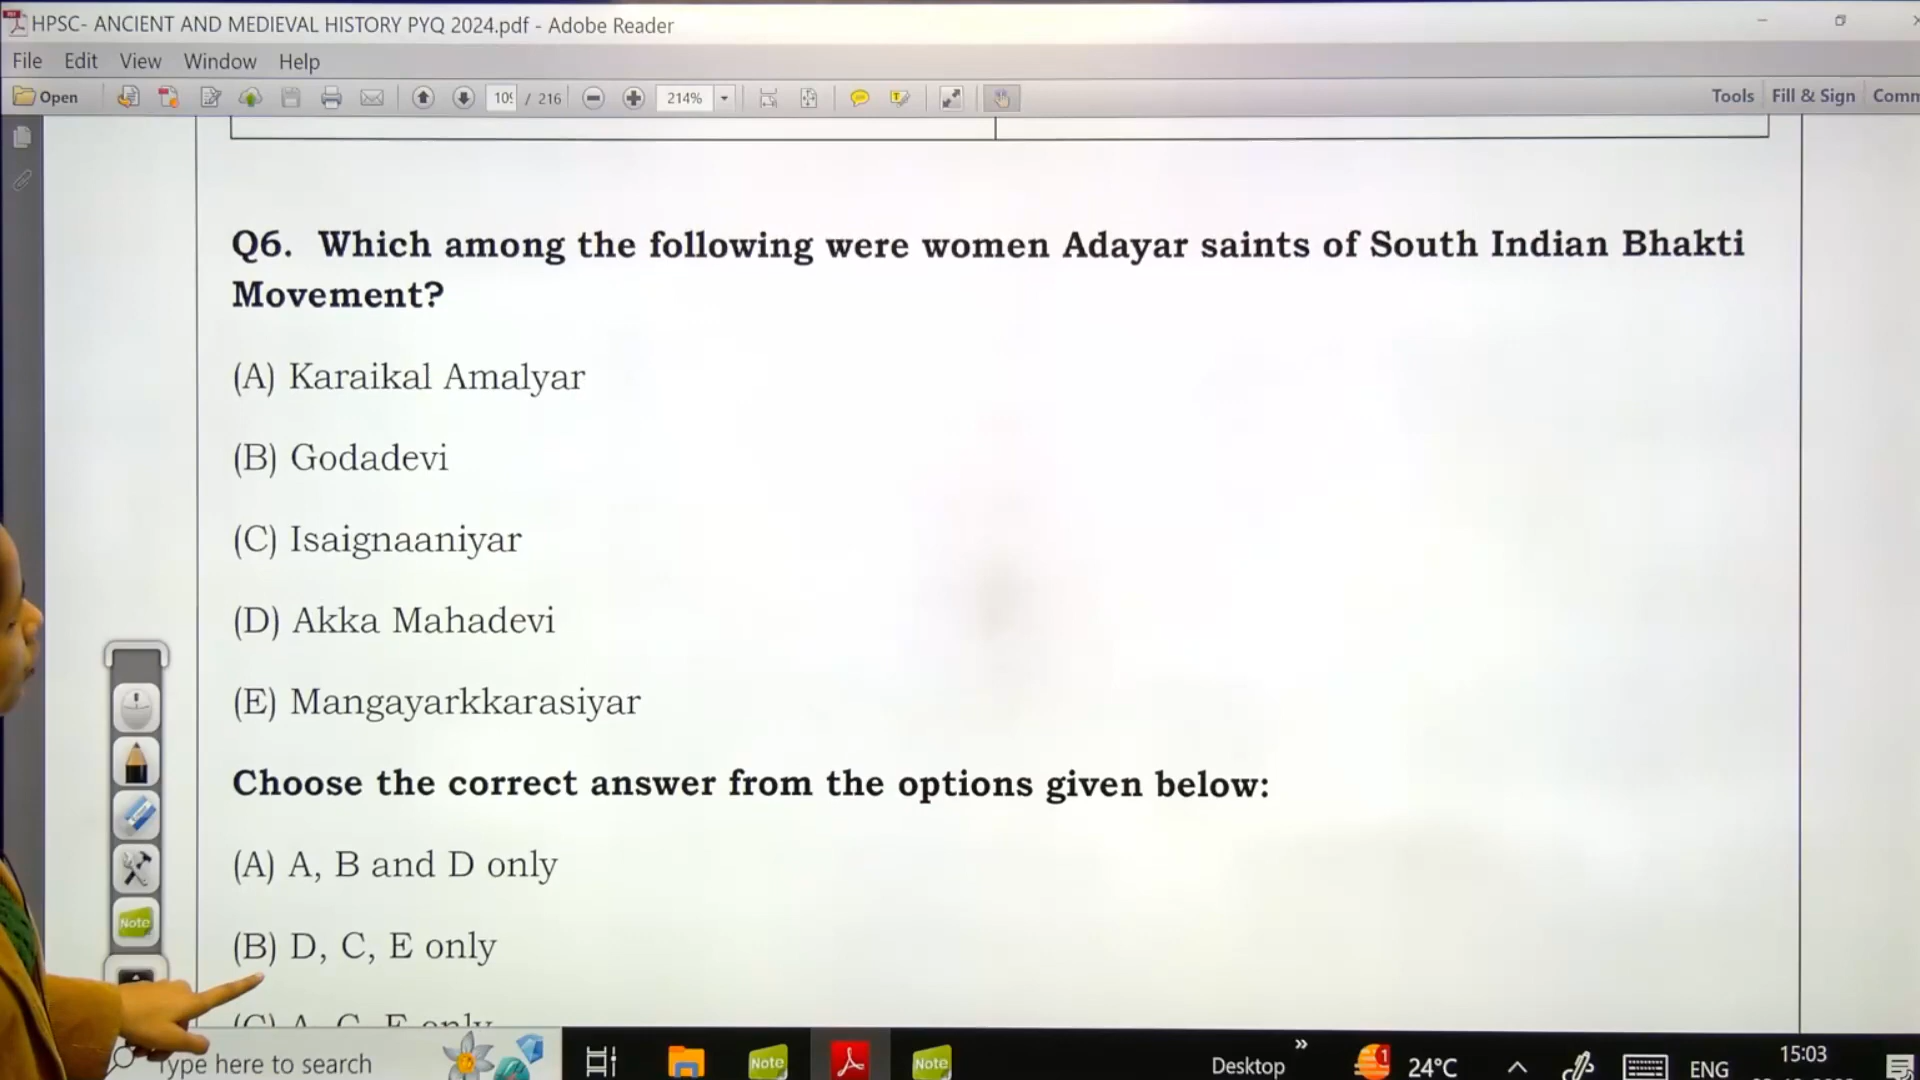 HPSC- ANCIENT AND MEDIEVAL HISTORY PYQ 2024.pdf - Adobe Reader
File Edit View Window Help
Open / 216 214% Tools Fill & Sign
Q6. Which among the following were women Adayar saints of South Indian Bhakti
Movement?
(A) Karaikal Amalyar
(B) Godadevi
(C) Isaignaaniyar
(D) Akka Mahadevi
(E) Mangayarkkarasiyar
Choose the correct answer from the options given below:
(A) A, B and D only
Note
(B) D, C, E only
(C) A, C, E only
Type here to search Note Note Desktop » 1 24°C ENG 15:03